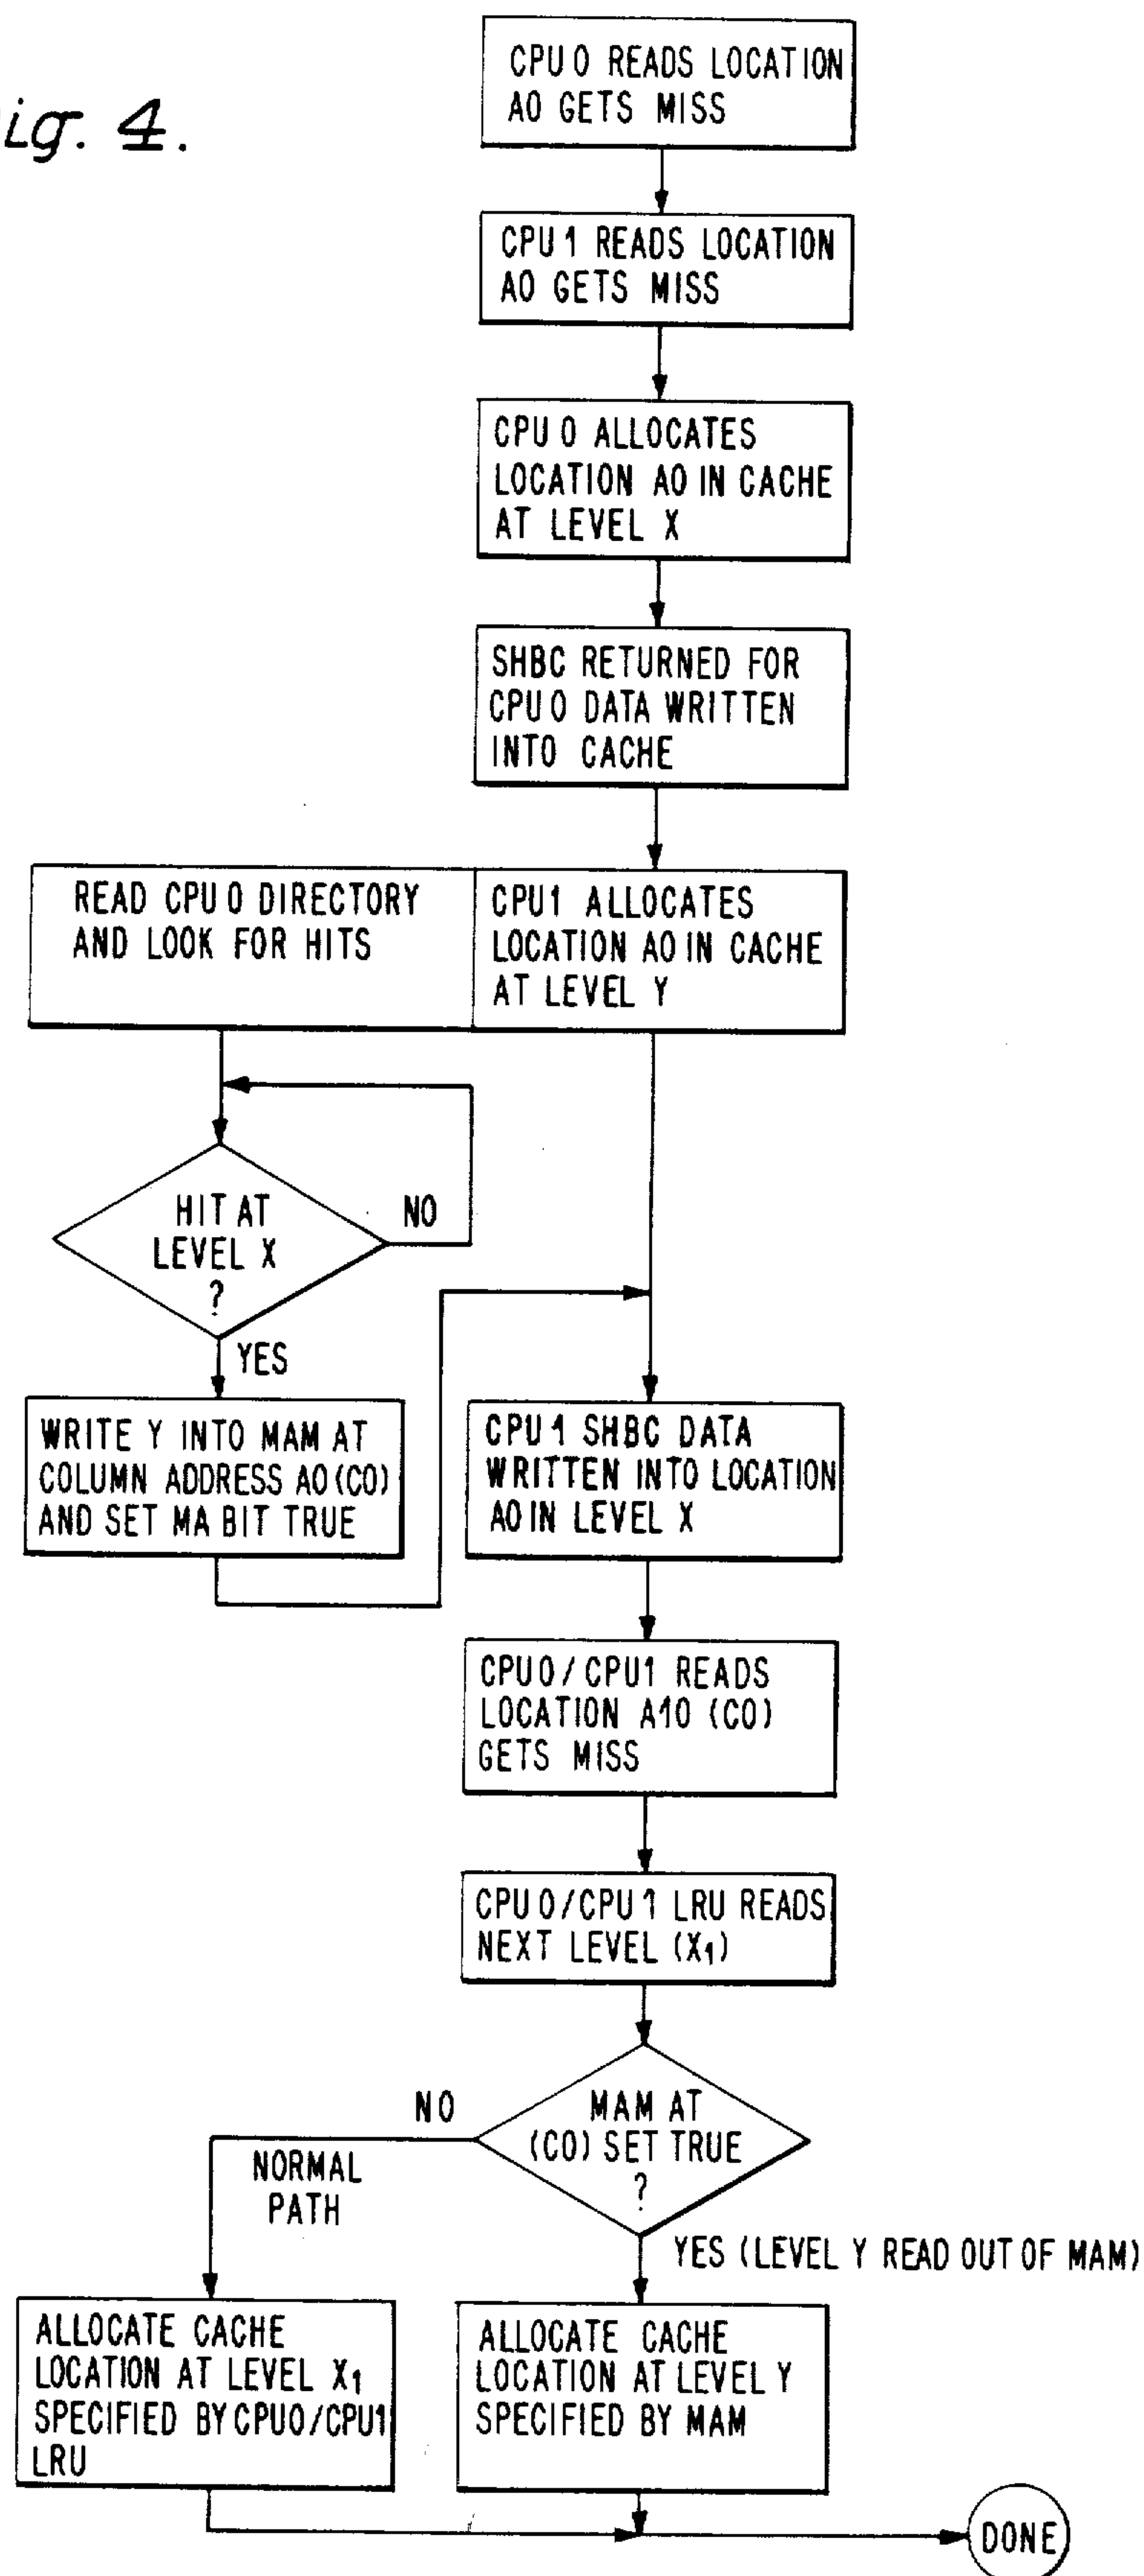 ig. 4.
CPU 0 READS LOCATION
A0 GETS MISS
CPU 1 READS LOCATION
A0 GETS MISS
CPU 0 ALLOCATES
LOCATION A0 IN CACHE
AT LEVEL X
SHBC RETURNED FOR
CPU 0 DATA WRITTEN
INTO CACHE
READ CPU 0 DIRECTORY
AND LOOK FOR HITS
CPU1 ALLOCATES
LOCATION A0 IN CACHE
AT LEVEL Y
HIT AT
LEVEL X
?
NO
YES
WRITE Y INTO MAM AT
COLUMN ADDRESS A0 (C0)
AND SET MA BIT TRUE
CPU 1 SHBC DATA
WRITTEN INTO LOCATION
A0 IN LEVEL X
CPU0 / CPU1 READS
LOCATION A10 (C0)
GETS MISS
CPU 0/CPU 1 LRU READS
NEXT LEVEL (X1)
MAM AT
(C0) SET TRUE
?
NO
NORMAL
PATH
YES (LEVEL Y READ OUT OF MAM)
ALLOCATE CACHE
LOCATION AT LEVEL X1
SPECIFIED BY CPU0/CPU1
LRU
ALLOCATE CACHE
LOCATION AT LEVEL Y
SPECIFIED BY MAM
DONE